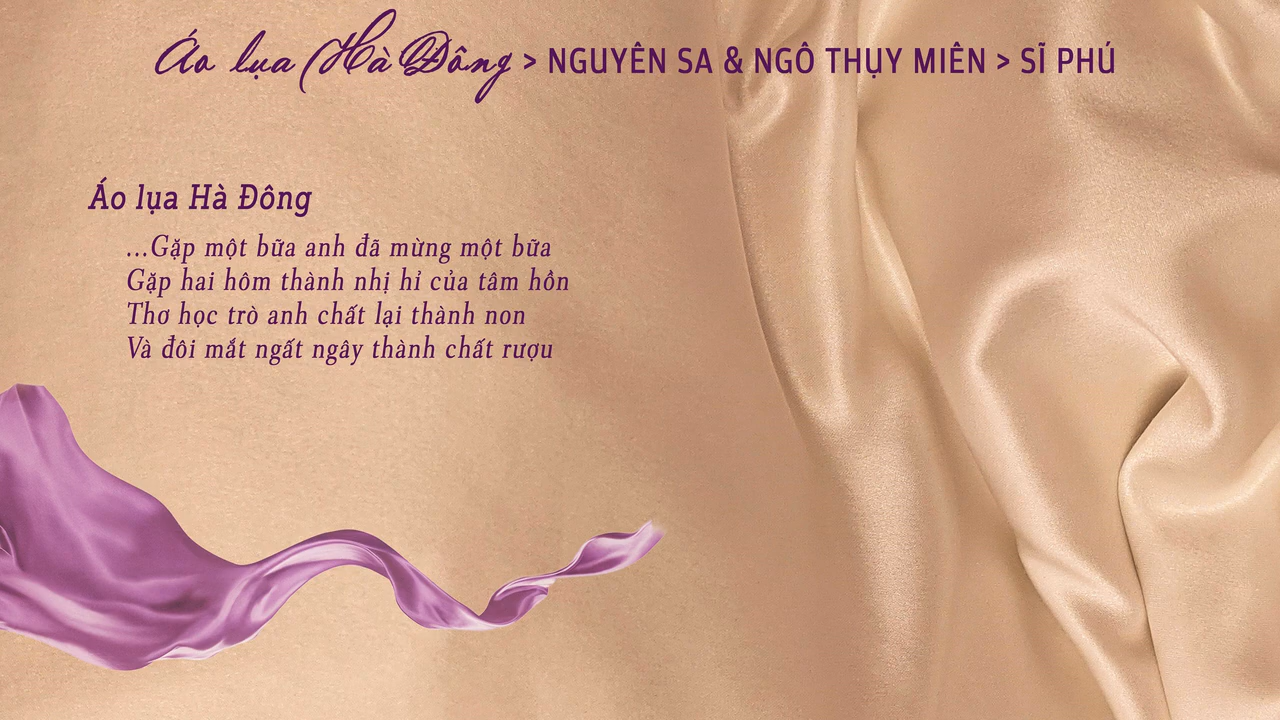 Áo lụa Hà Đông > NGUYÊN SA & NGÔ THỤY MIÊN > SĨ PHÚ
Áo lụa Hà Đông
...Gặp một bữa anh đã mừng một bữa
Gặp hai hôm thành nhị hỉ của tâm hồn
Thơ học trò anh chất lại thành non
Và đôi mắt ngất ngây thành chất rượu